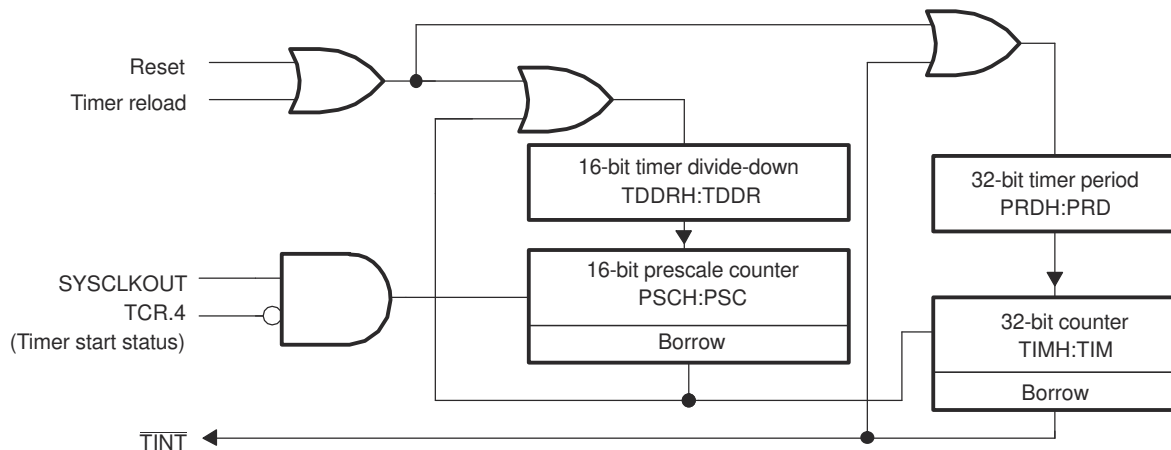 Reset
Timer reload
16-bit timer divide-down
TDDRH:TDDR
32-bit timer period
PRDH:PRD
SYSCLKOUT
TCR.4
(Timer start status)
16-bit prescale counter
PSCH:PSC
Borrow
32-bit counter
TIMH:TIM
Borrow
TINT